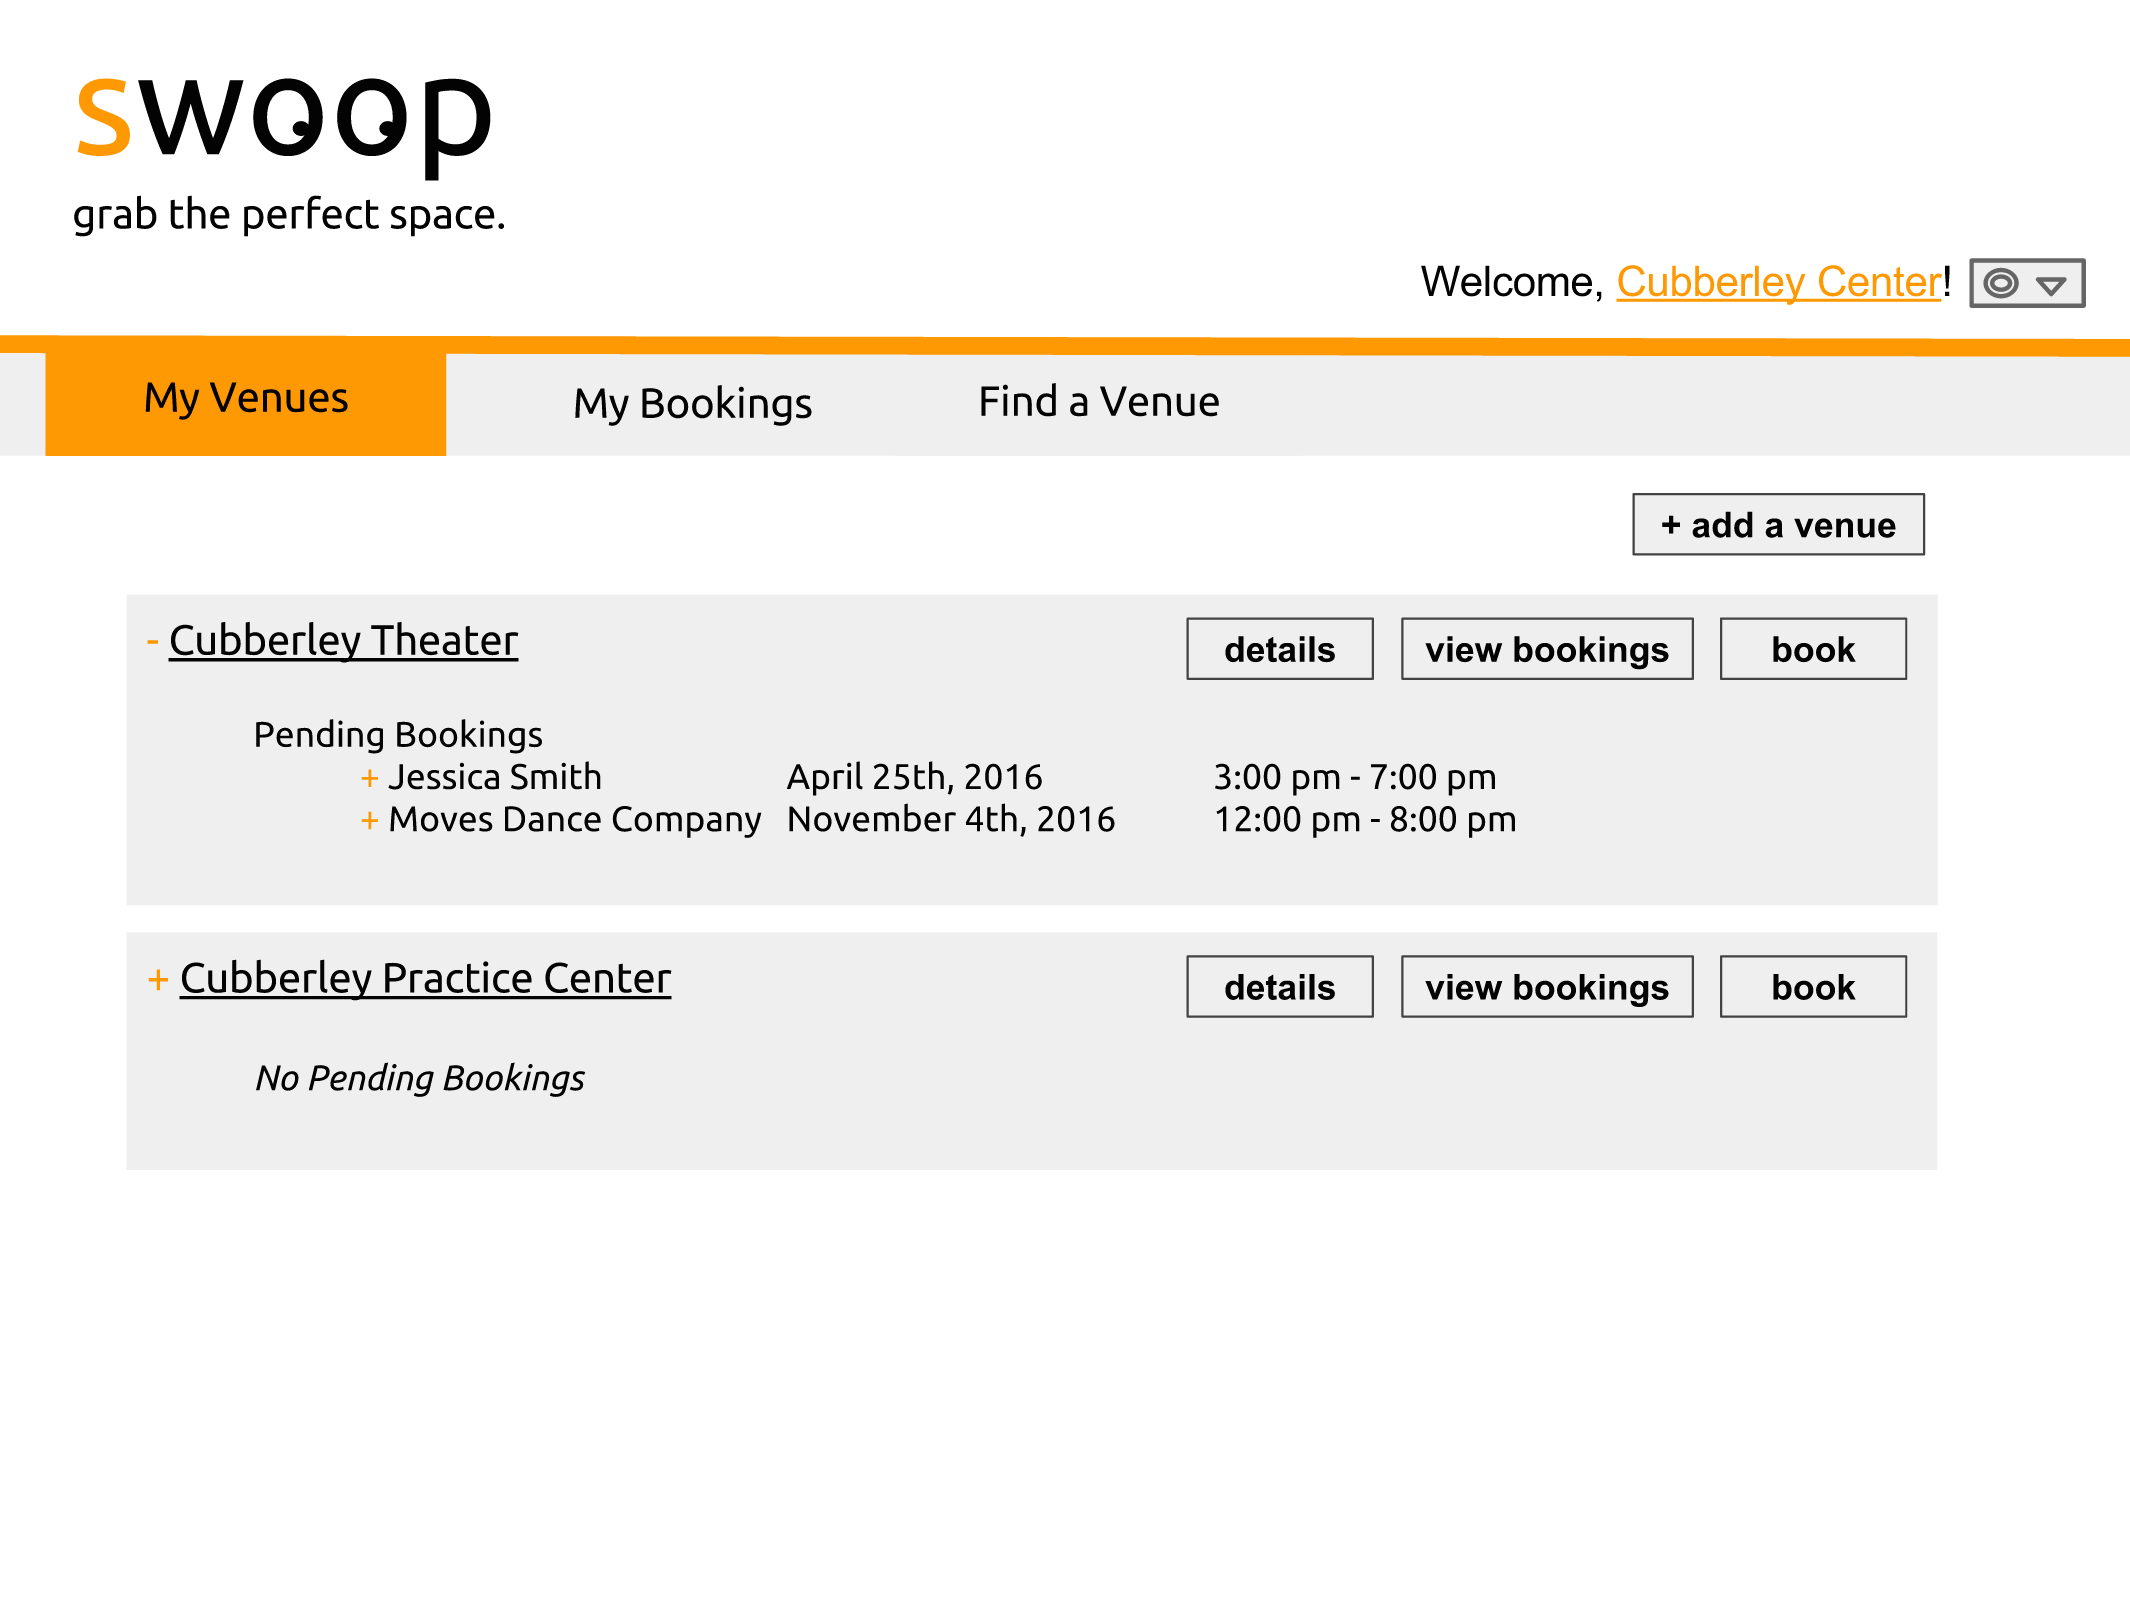 swoop
grab the perfect space.
Welcome, Cubberley Center!
My Venues My Bookings Find a Venue
+ add a venue
- Cubberley Theater details view bookings book
Pending Bookings
+ Jessica Smith April 25th, 2016 3:00 pm - 7:00 pm
+ Moves Dance Company November 4th, 2016 12:00 pm - 8:00 pm
+ Cubberley Practice Center details view bookings book
No Pending Bookings